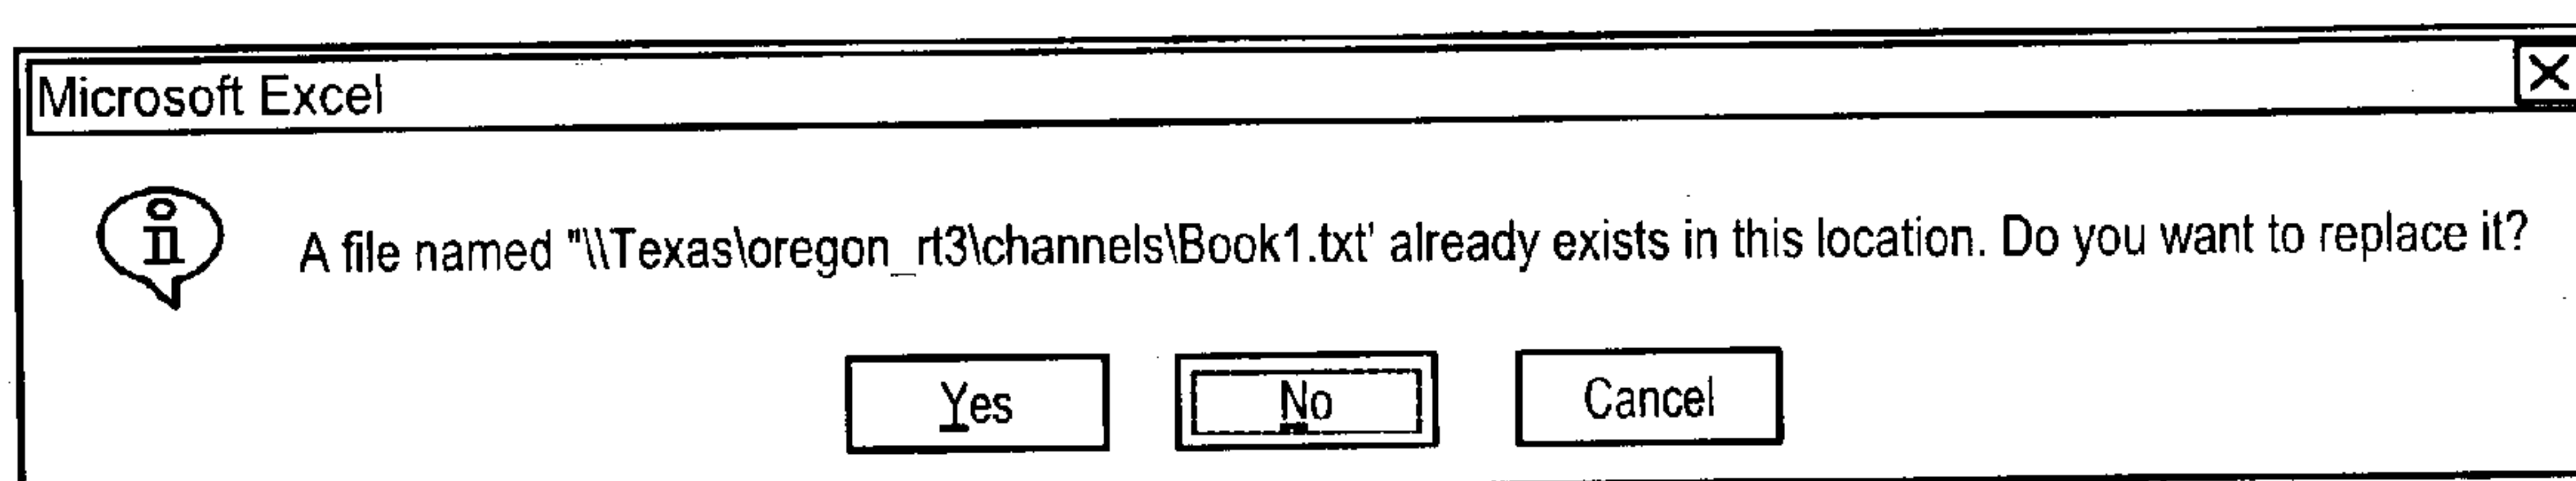 Microsoft Excel
A file named "\\Texas\oregon_rt3\channels\Book1.txt' already exists in this location. Do you want to replace it?
Yes
No
Cancel